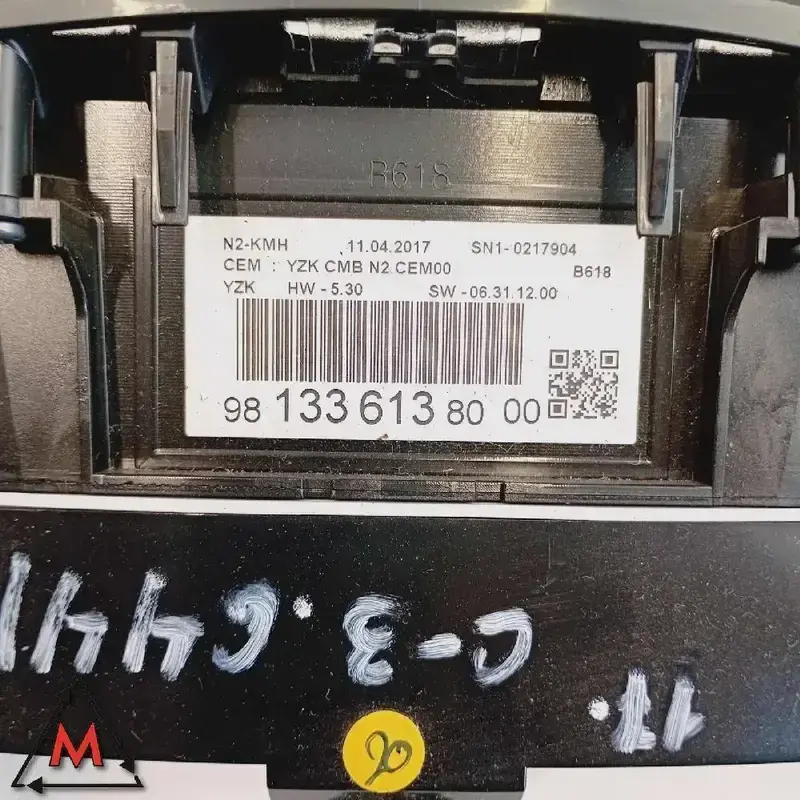 B618
N2-KMH 11.04.2017 SN1-0217904
CEM : YZK CMB N2 CEM00 B618
YZK HW - 5.30 SW - 06.31.12.00
98 133 613 80 00
11. C-3.
M